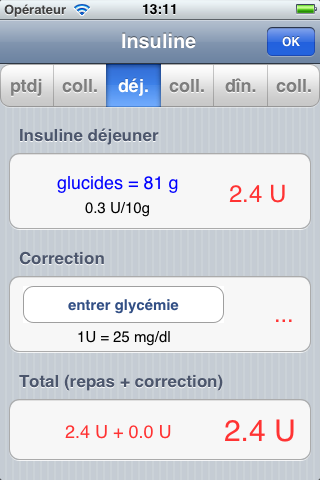 Opérateur 13:11
Insuline OK
ptdj coll. déj. coll. dîn. coll.
Insuline déjeuner
glucides = 81 g
0.3 U/10g
2.4 U
Correction
entrer glycémie
...
1U = 25 mg/dl
Total (repas + correction)
2.4 U + 0.0 U 2.4 U